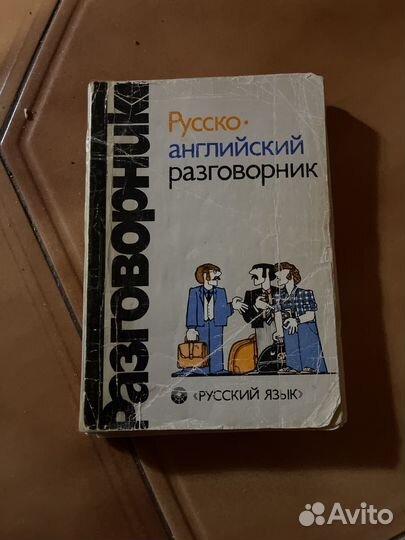 Разговорник
Русско-
английский
разговорник
«РУССКИЙ ЯЗЫК»
Avito